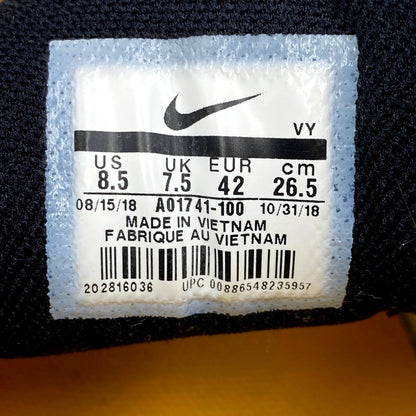 VY
US UK EUR cm
8.5 7.5 42 26.5
08/15/18 AO1741-100 10/31/18
MADE IN VIETNAM
FABRIQUE AU VIETNAM
202816036 UPC 00886548235957